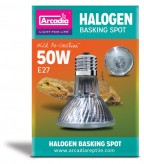 Arcadia
LIGHT-FOR-LIFE
HALOGEN
BASKING SPOT
50W
E27
HALOGEN BASKING SPOT
www.arcadiareptile.com